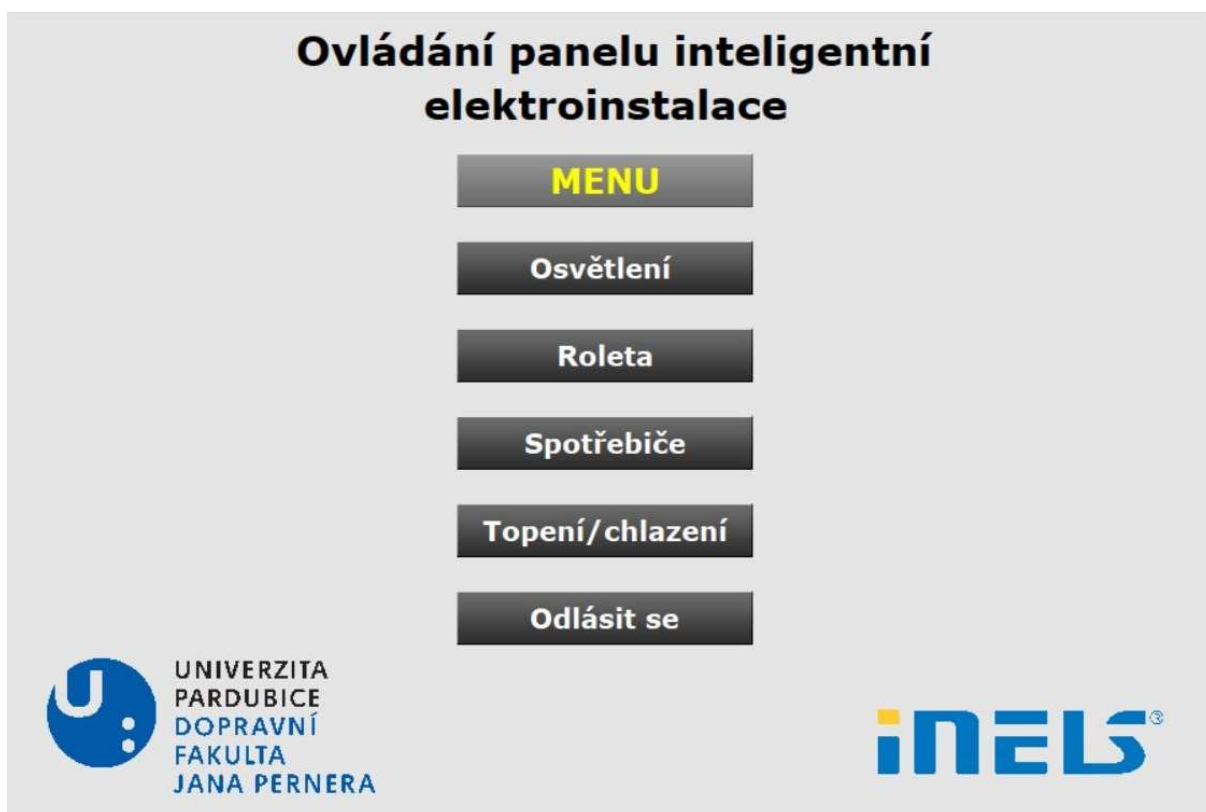 Ovládání panelu inteligentní
elektroinstalace
MENU
Osvětlení
Roleta
Spotřebiče
Topení/chlazení
Odlásit se
UNIVERZITA
PARDUBICE
DOPRAVNÍ
FAKULTA
JANA PERNERA
iNELS®